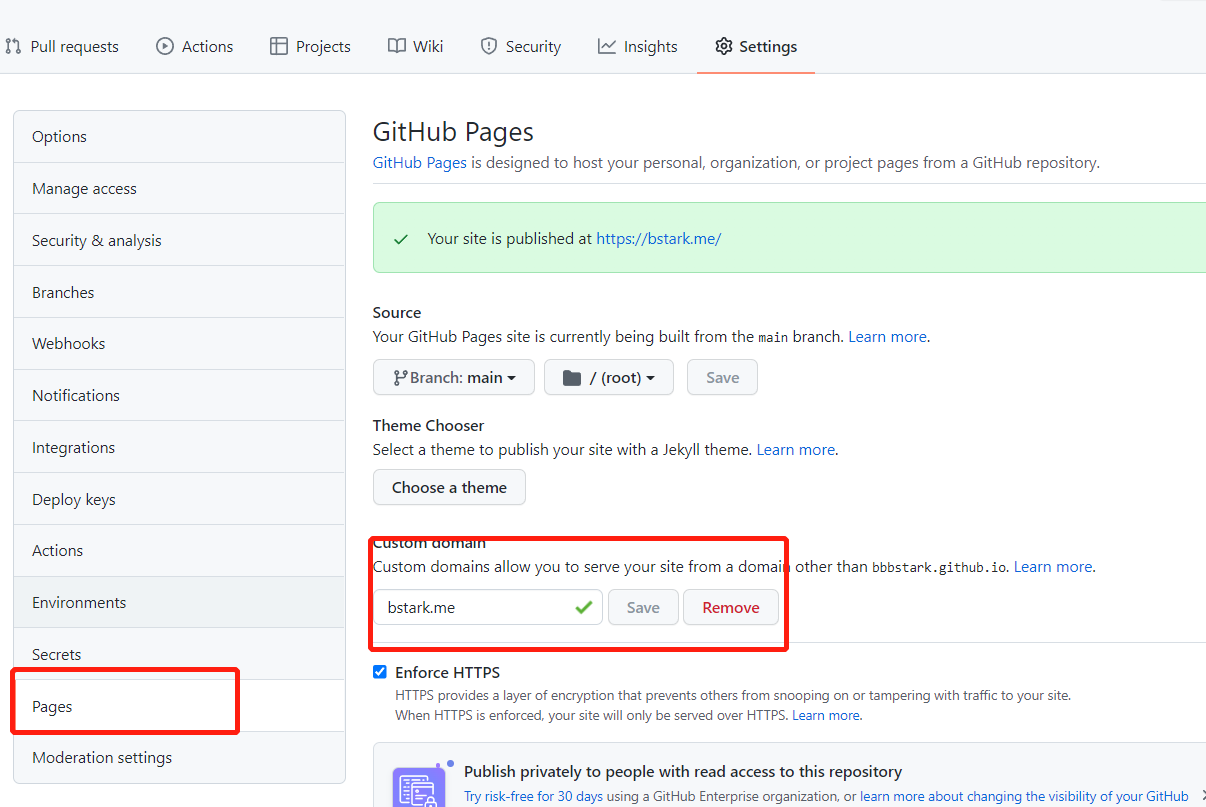 Pull requests
Actions
Projects
Wiki
Security
Insights
Settings
Options
Manage access
Security & analysis
Branches
Webhooks
Notifications
Integrations
Deploy keys
Actions
Environments
Secrets
Pages
Moderation settings
GitHub Pages
GitHub Pages is designed to host your personal, organization, or project pages from a GitHub repository.
Your site is published at https://bstark.me/
Source
Your GitHub Pages site is currently being built from the main branch. Learn more.
Branch: main
/ (root)
Save
Theme Chooser
Select a theme to publish your site with a Jekyll theme. Learn more.
Choose a theme
Custom domain
Custom domains allow you to serve your site from a domain other than bbbstark.github.io. Learn more.
bstark.me
Save
Remove
Enforce HTTPS
HTTPS provides a layer of encryption that prevents others from snooping on or tampering with traffic to your site.
When HTTPS is enforced, your site will only be served over HTTPS. Learn more.
Publish privately to people with read access to this repository
Try risk-free for 30 days using a GitHub Enterprise organization, or learn more about changing the visibility of your GitHub